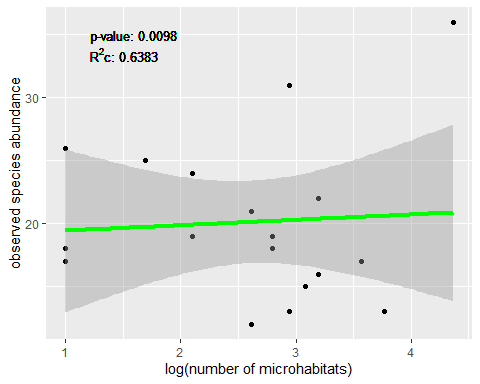 p-value: 0.0098
R²c: 0.6383
30
20
observed species abundance
1 2 3 4
log(number of microhabitats)